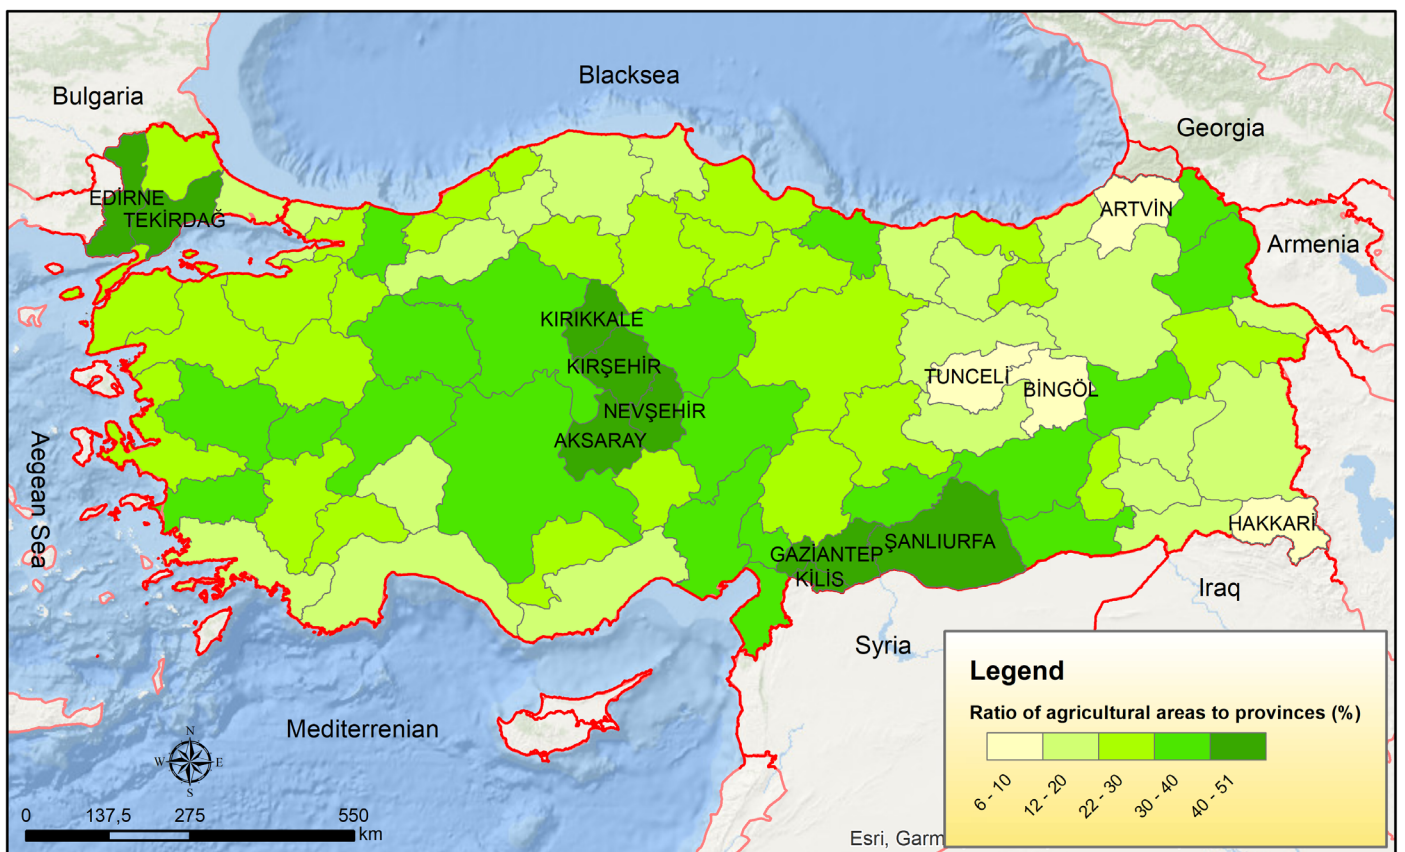 Blacksea
Bulgaria
Georgia
EDİRNE
TEKİRDAĞ
ARTVİN
Armenia
KIRIKKALE
KIRŞEHİR
TUNCELİ
BİNGÖL
NEVŞEHİR
AKSARAY
Aegean Sea
HAKKARİ
ŞANLIURFA
GAZİANTEP
KİLİS
Iraq
Syria
Mediterrenian
N
W E
S
0 137,5 275 550
km
Esri, Garm
Legend
Ratio of agricultural areas to provinces (%)
6 - 10
12 - 20
22 - 30
30 - 40
40 - 51